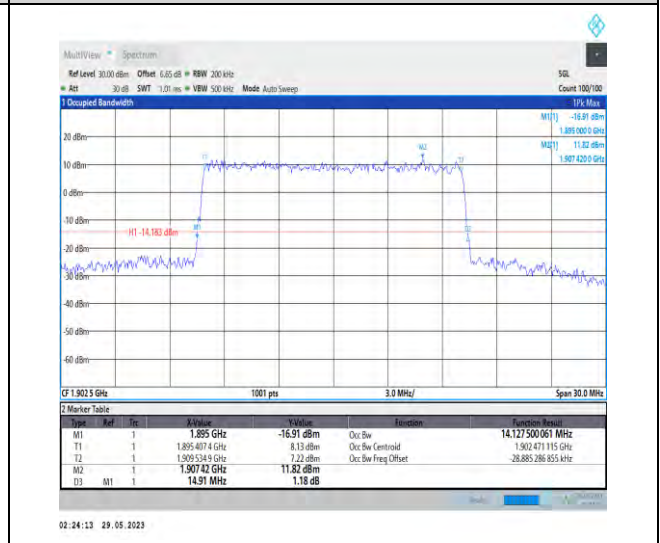 MultiView Spectrum
Ref Level 30.00 dBm Offset 6.65 dB RBW 200 kHz SGL
Att 30 dB SWT 1.01 ms VBW 500 kHz Mode Auto Sweep Count 100/100
1 Occupied Bandwidth 1Pk Max
M1[1] -16.91 dBm
1.895 000 0 GHz
M2[1] 11.82 dBm
1.907 420 0 GHz
20 dBm
M2
T1
T2
10 dBm
0 dBm
-10 dBm
M1
H1 -14.183 dBm
D3
-20 dBm
-30 dBm
-40 dBm
-50 dBm
-60 dBm
CF 1.902 5 GHz 1001 pts 3.0 MHz/ Span 30.0 MHz
2 Marker Table
Type Ref Trc X-Value Y-Value Function Function Result
M1 1 1.895 GHz -16.91 dBm Occ Bw 14.127 500 061 MHz
T1 1 1.895 407 4 GHz 8.13 dBm Occ Bw Centroid 1.902 471 115 GHz
T2 1 1.909 534 9 GHz 7.22 dBm Occ Bw Freq Offset -28.885 286 855 kHz
M2 1 1.907 42 GHz 11.82 dBm
D3 M1 1 14.91 MHz 1.18 dB
02:24:13 29.05.2023